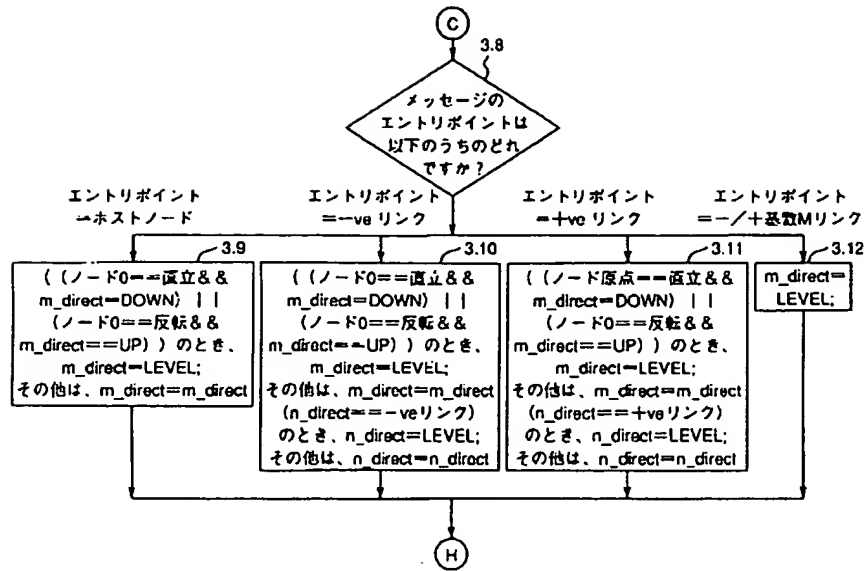 C
3.8
メッセージの
エントリポイントは
以下のうちのどれ
ですか？
エントリポイント
=ホストノード
エントリポイント
=-veリンク
エントリポイント
=+veリンク
エントリポイント
=-/+基数Mリンク
3.9
((ノード0==直立&&
m_direct=DOWN) ||
(ノード0==反転&&
m_direct==UP))のとき、
m_direct=LEVEL;
その他は、m_direct=m_direct
3.10
((ノード0==直立&&
m_direct=DOWN) ||
(ノード0==反転&&
m_direct==UP))のとき、
m_direct=LEVEL;
その他は、m_direct=m_direct
(n_direct==-veリンク)
のとき、n_direct=LEVEL;
その他は、n_direct=n_direct
3.11
((ノード原点==直立&&
m_direct=DOWN) ||
(ノード0==反転&&
m_direct==UP))のとき、
m_direct=LEVEL;
その他は、m_direct=m_direct
(n_direct==+veリンク)
のとき、n_direct=LEVEL;
その他は、n_direct=n_direct
3.12
m_direct=
LEVEL;
H